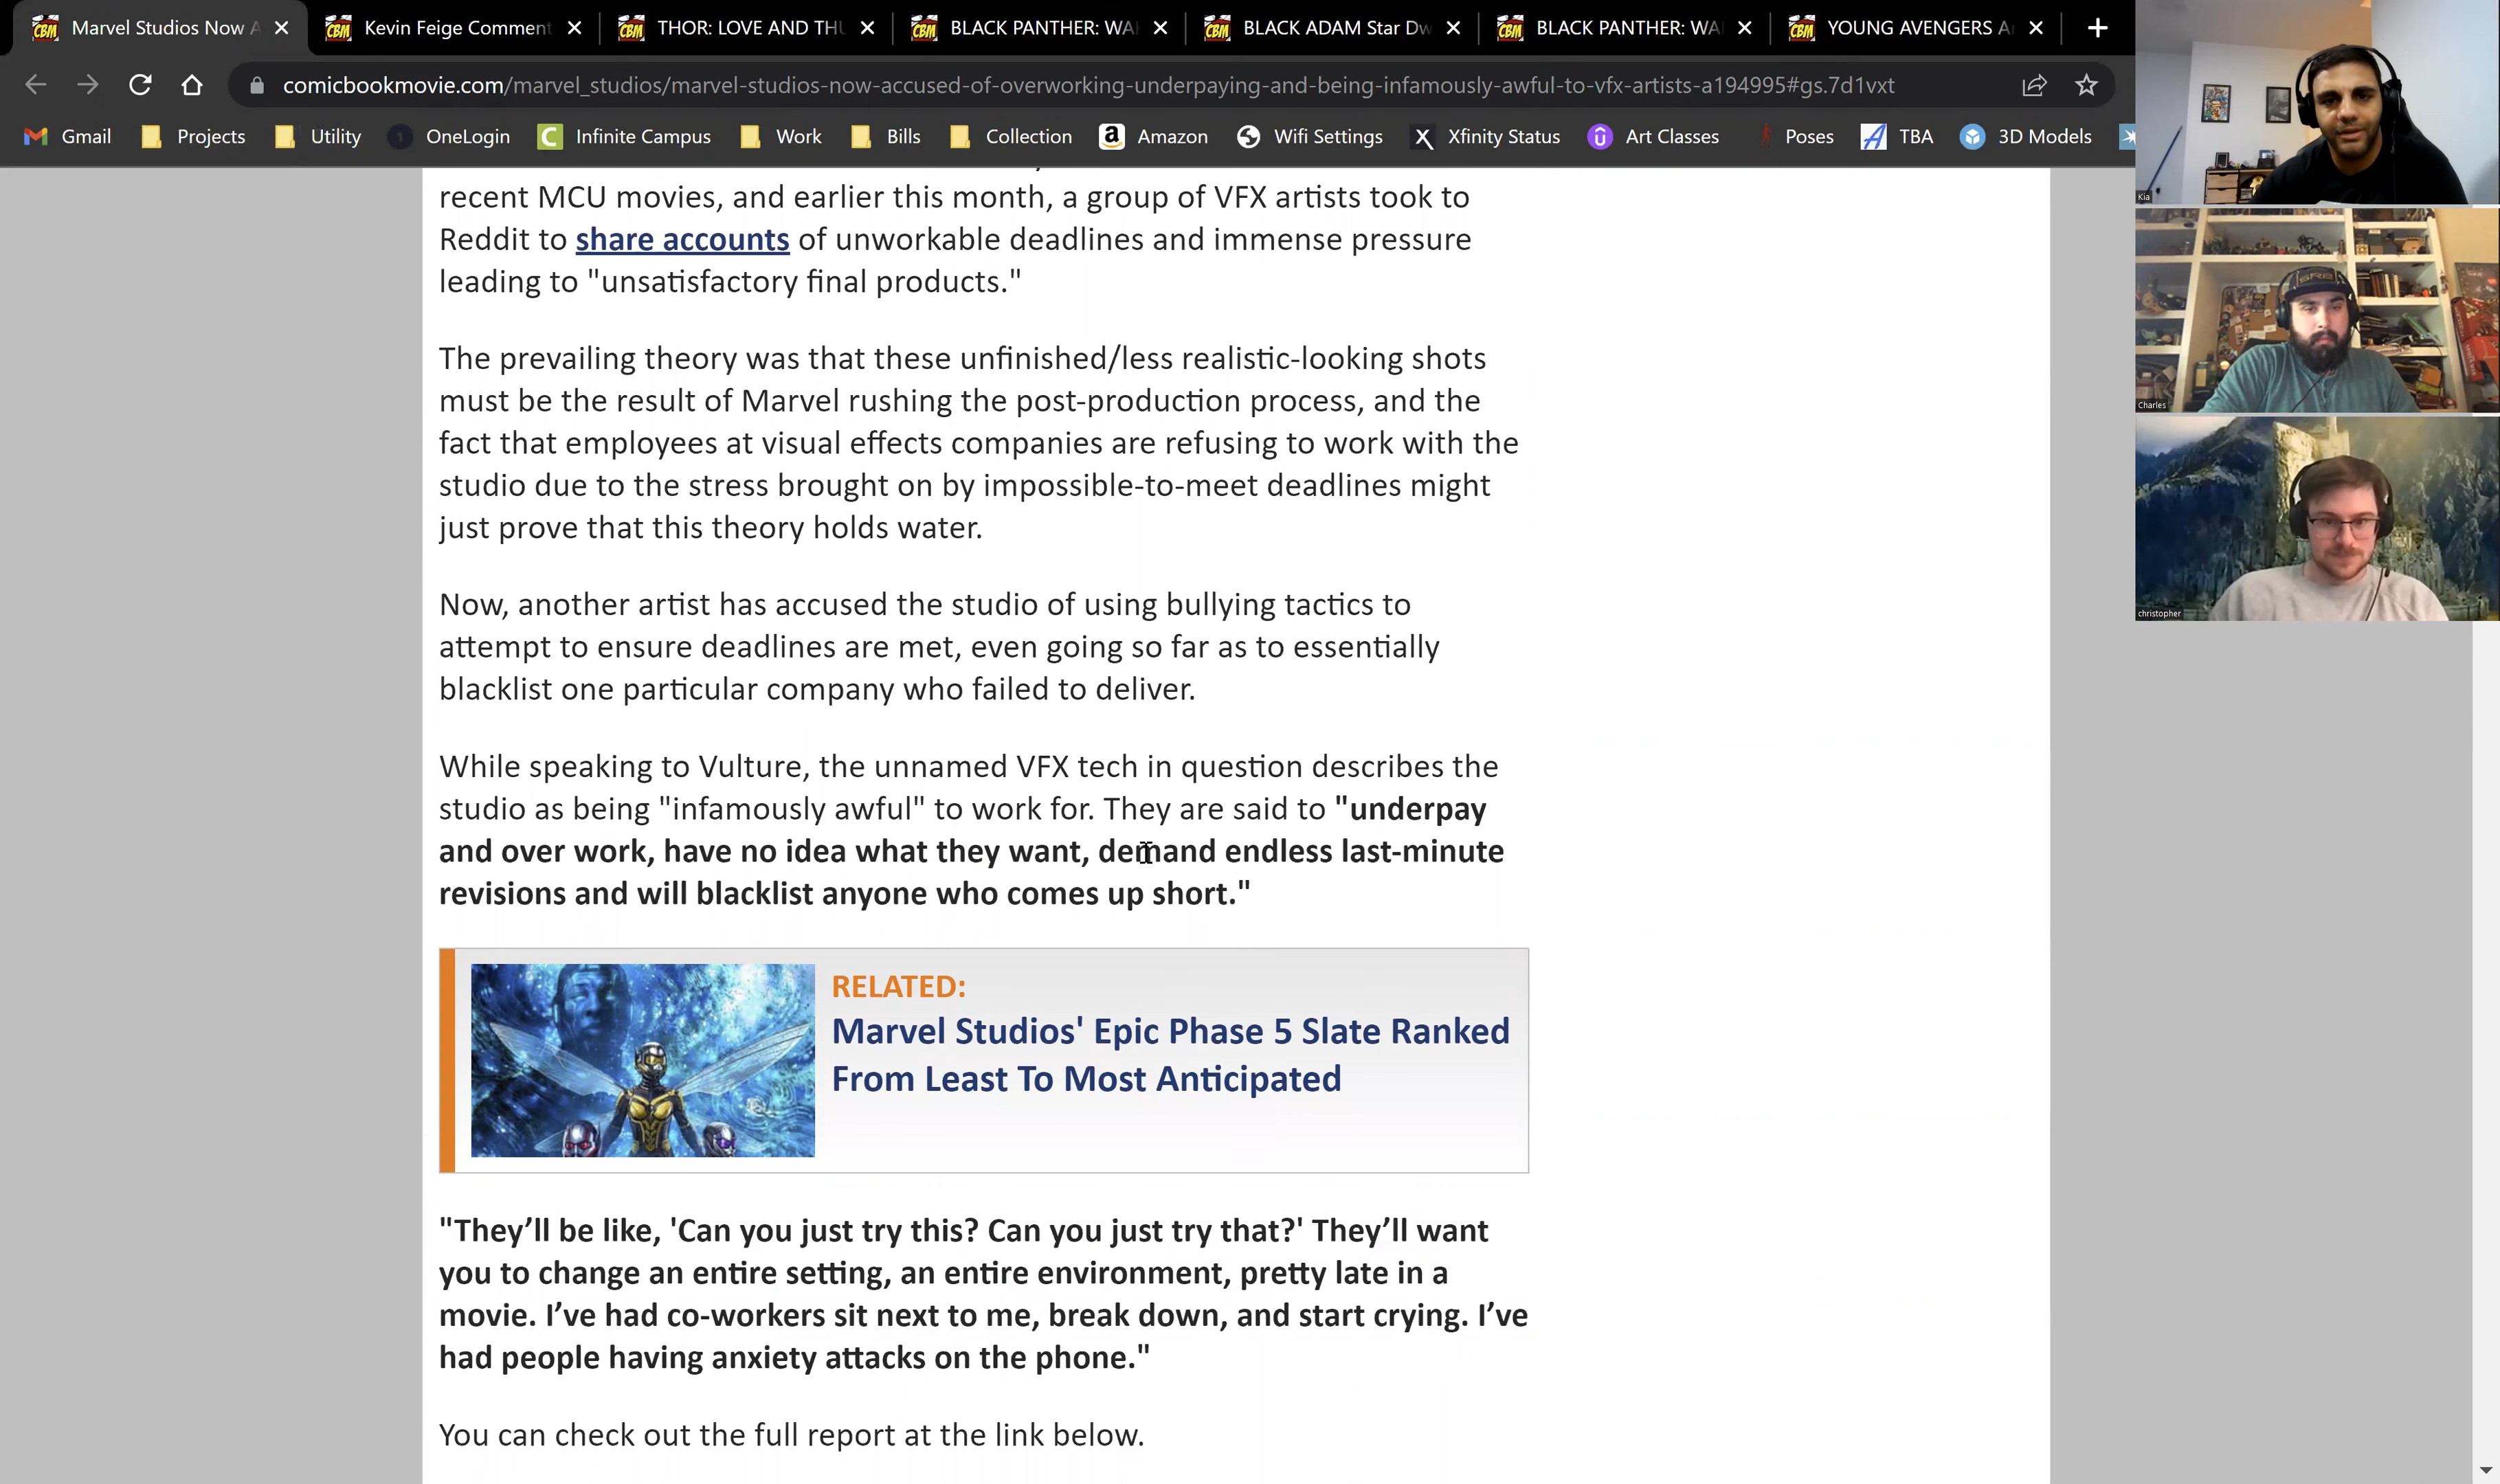 Marvel Studios Now A
Kevin Feige Comment
THOR: LOVE AND THU
BLACK PANTHER: WA
BLACK ADAM Star Dw
BLACK PANTHER: WA
YOUNG AVENGERS A
comicbookmovie.com/marvel_studios/marvel-studios-now-accused-of-overworking-underpaying-and-being-infamously-awful-to-vfx-artists-a194995#gs.7d1vxt
Gmail Projects Utility OneLogin Infinite Campus Work Bills Collection Amazon Wifi Settings Xfinity Status Art Classes Poses TBA 3D Models
Kia
Charles
christopher
recent MCU movies, and earlier this month, a group of VFX artists took to
Reddit to share accounts of unworkable deadlines and immense pressure
leading to "unsatisfactory final products."
The prevailing theory was that these unfinished/less realistic-looking shots
must be the result of Marvel rushing the post-production process, and the
fact that employees at visual effects companies are refusing to work with the
studio due to the stress brought on by impossible-to-meet deadlines might
just prove that this theory holds water.
Now, another artist has accused the studio of using bullying tactics to
attempt to ensure deadlines are met, even going so far as to essentially
blacklist one particular company who failed to deliver.
While speaking to Vulture, the unnamed VFX tech in question describes the
studio as being "infamously awful" to work for. They are said to "underpay
and over work, have no idea what they want, demand endless last-minute
revisions and will blacklist anyone who comes up short."
RELATED:
Marvel Studios' Epic Phase 5 Slate Ranked
From Least To Most Anticipated
"They’ll be like, 'Can you just try this? Can you just try that?' They’ll want
you to change an entire setting, an entire environment, pretty late in a
movie. I’ve had co-workers sit next to me, break down, and start crying. I’ve
had people having anxiety attacks on the phone."
You can check out the full report at the link below.